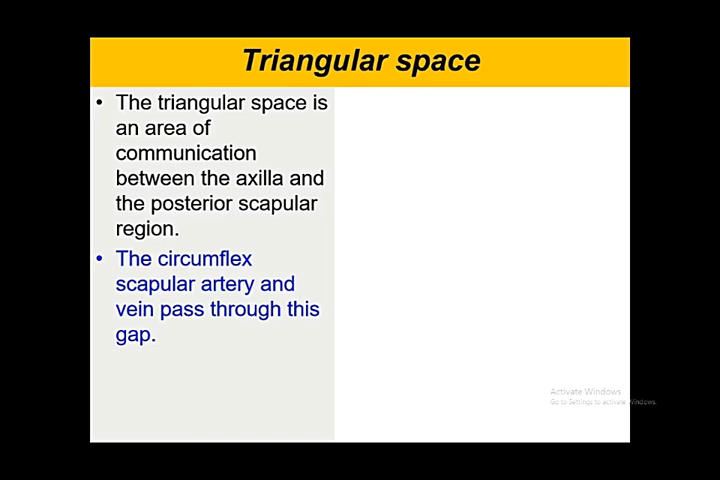 Triangular space
• The triangular space is
an area of
communication
between the axilla and
the posterior scapular
region.
• The circumflex
scapular artery and
vein pass through this
gap.
Activate Windows
Go to Settings to activate Windows.